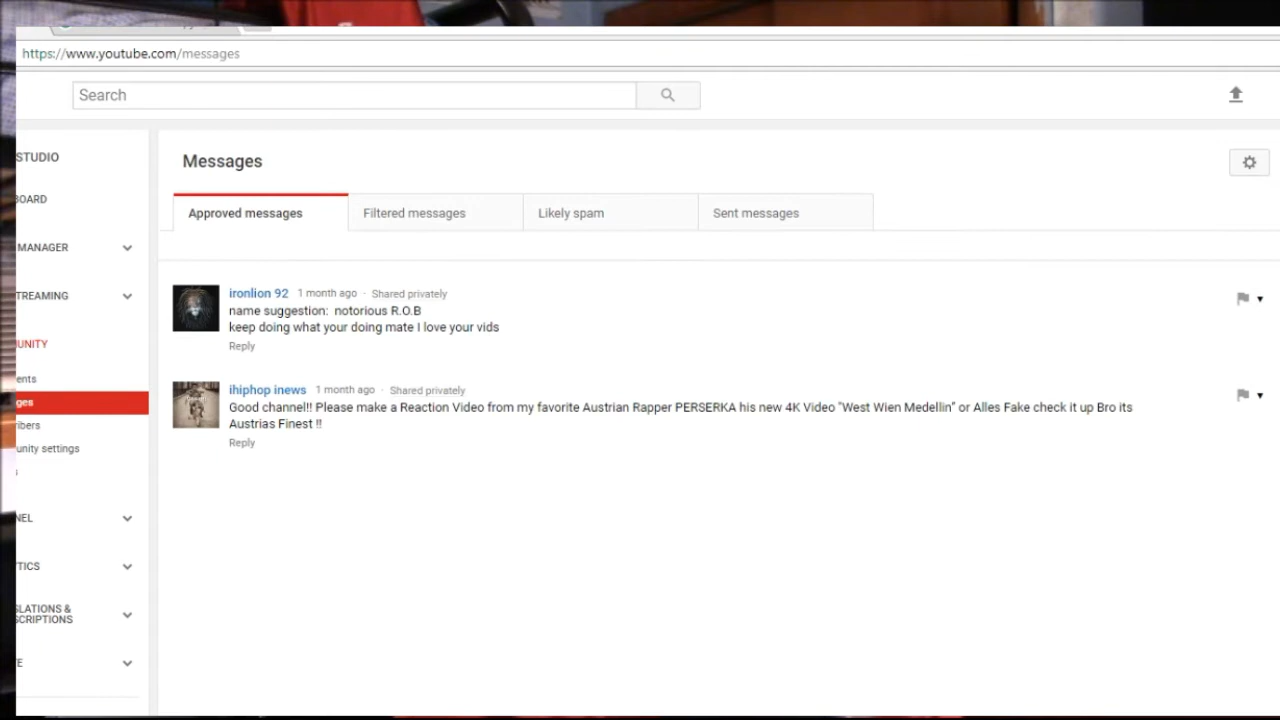 https://www.youtube.com/messages
Search
STUDIO
BOARD
MANAGER
TREAMING
UNITY
ents
ges
ribers
unity settings
s
NEL
TICS
SLATIONS &
SCRIPTIONS
E
Messages
Approved messages
Filtered messages
Likely spam
Sent messages
ironlion 92 1 month ago · Shared privately
name suggestion: notorious R.O.B
keep doing what your doing mate I love your vids
Reply
ihiphop inews 1 month ago · Shared privately
Good channel!! Please make a Reaction Video from my favorite Austrian Rapper PERSERKA his new 4K Video "West Wien Medellin" or Alles Fake check it up Bro its
Austrias Finest !!
Reply